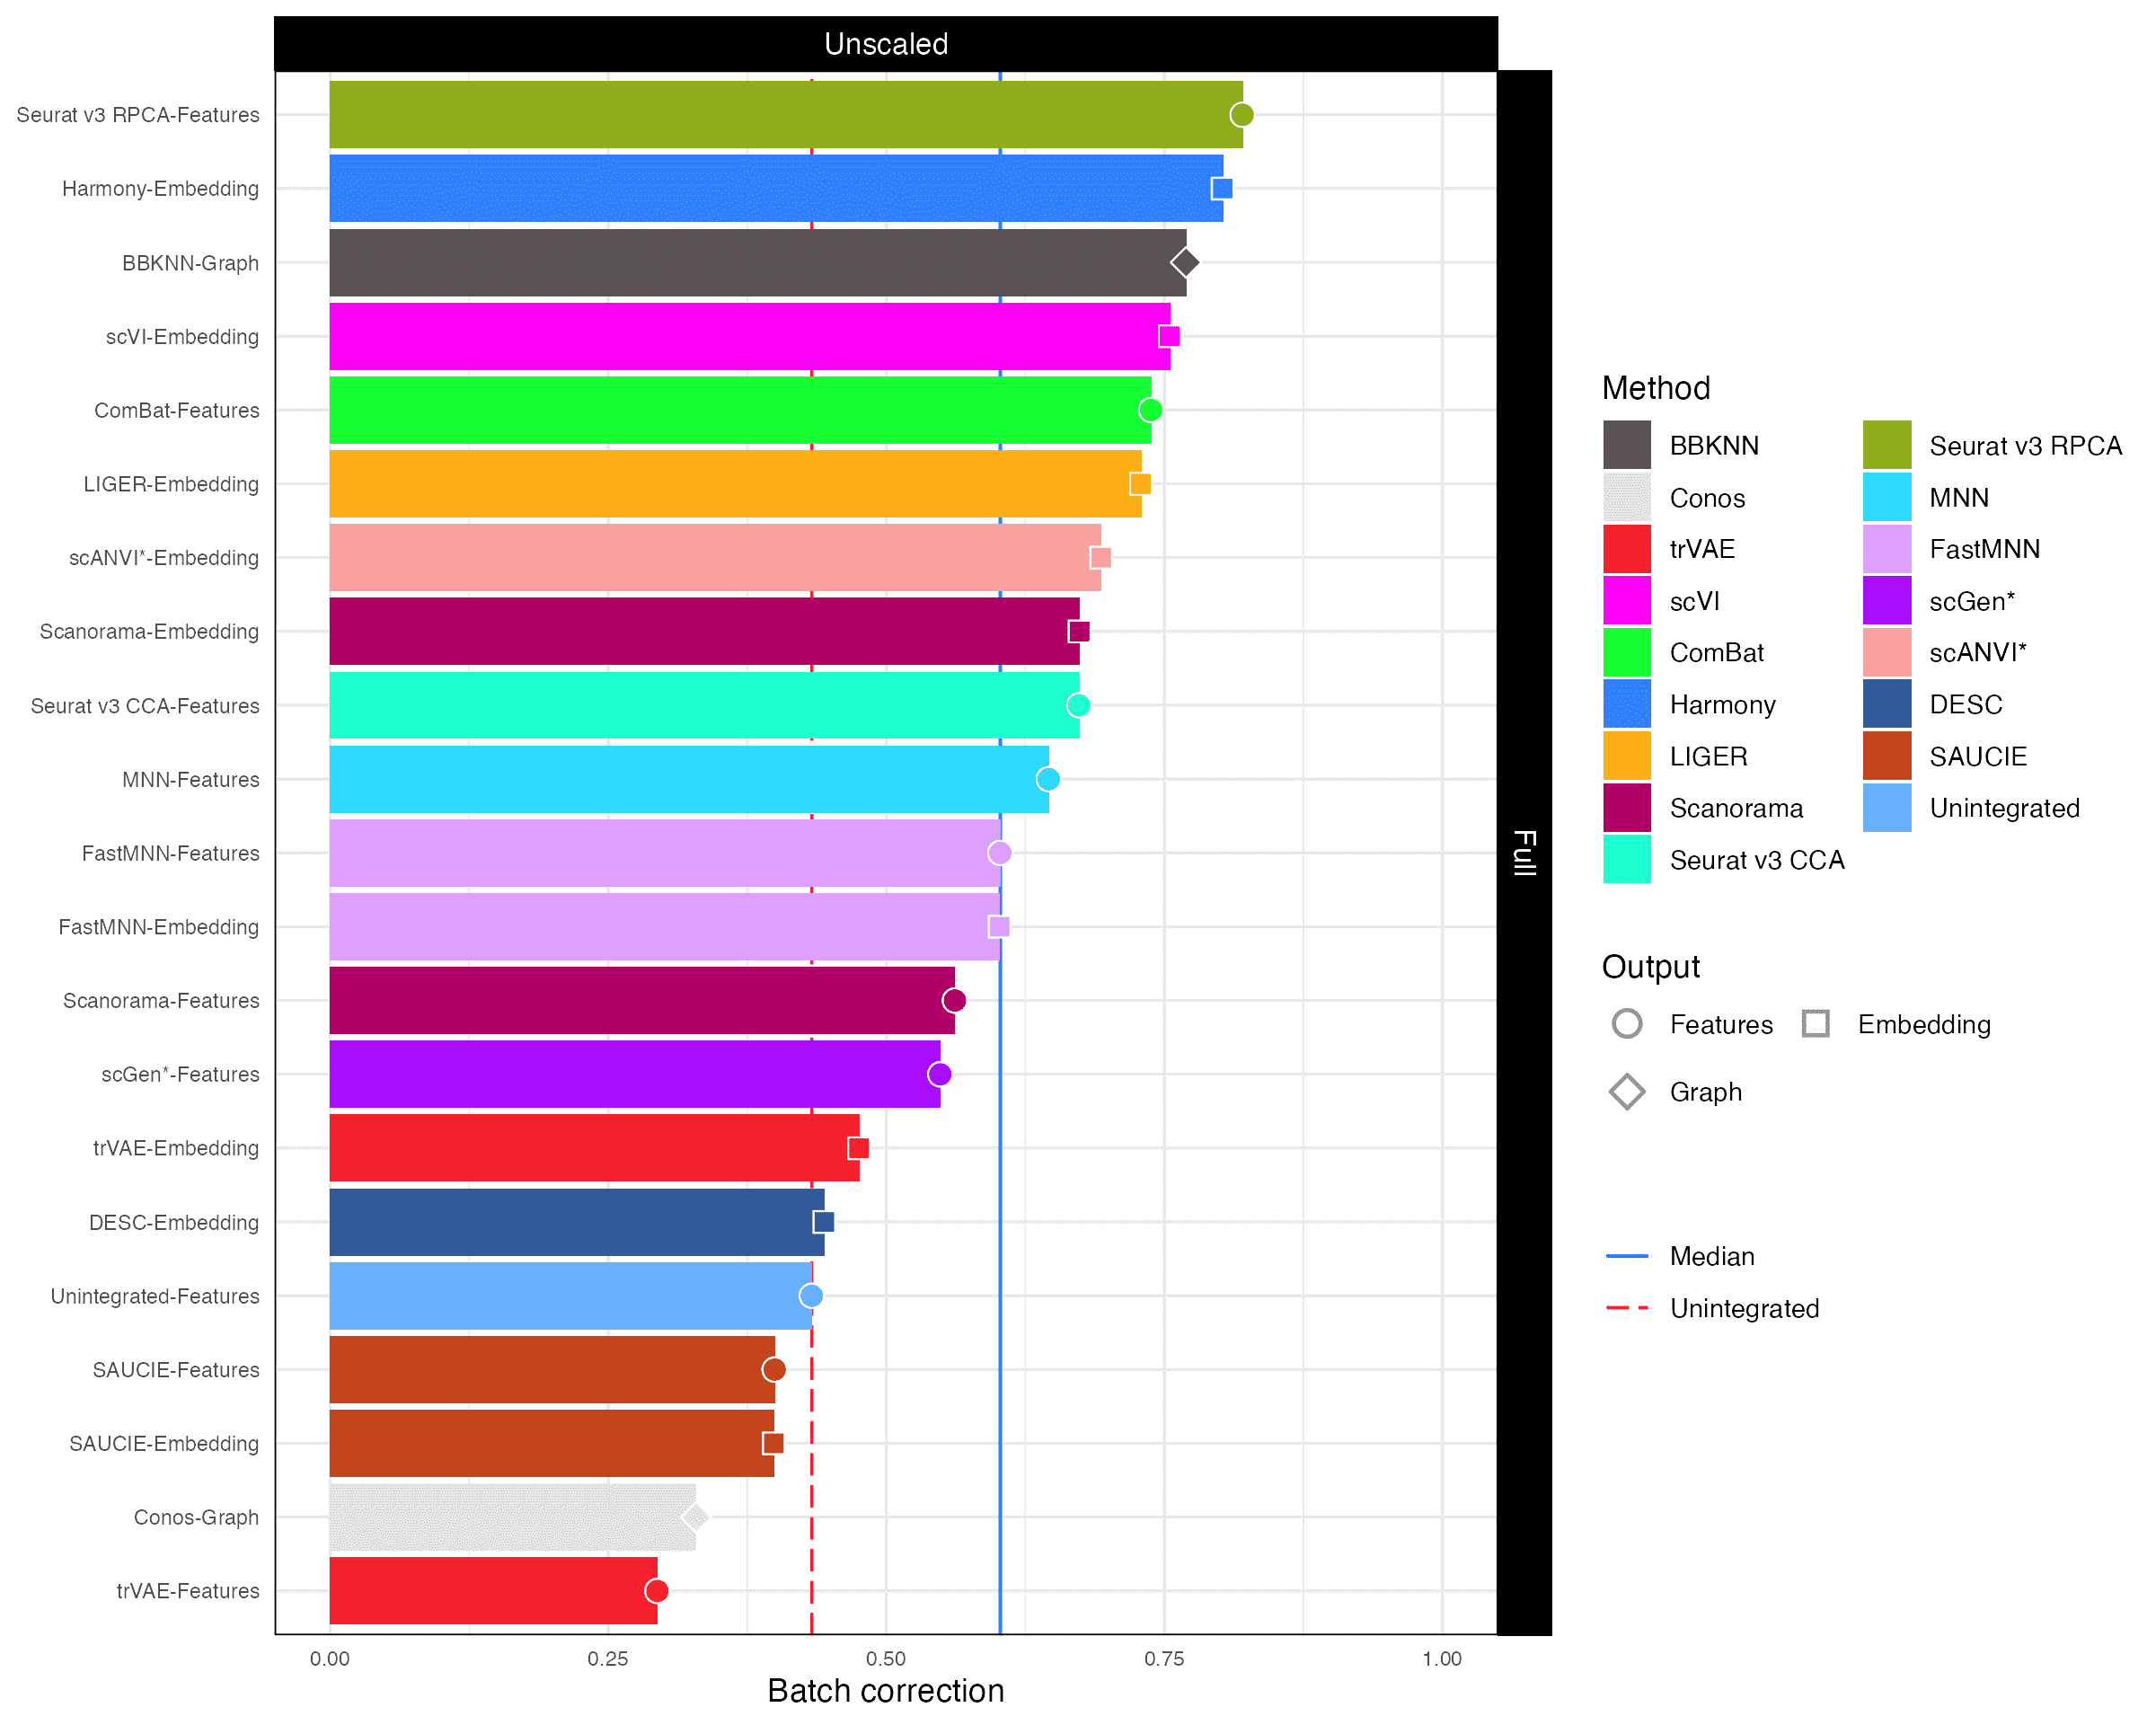 Unscaled
Seurat v3 RPCA-Features
Harmony-Embedding
BBKNN-Graph
scVI-Embedding
ComBat-Features
LIGER-Embedding
scANVI*-Embedding
Scanorama-Embedding
Seurat v3 CCA-Features
MNN-Features
FastMNN-Features
FastMNN-Embedding
Scanorama-Features
scGen*-Features
trVAE-Embedding
DESC-Embedding
Unintegrated-Features
SAUCIE-Features
SAUCIE-Embedding
Conos-Graph
trVAE-Features
0.00 0.25 0.50 0.75 1.00
Batch correction
Full
Method
BBKNN Seurat v3 RPCA
Conos MNN
trVAE FastMNN
scVI scGen*
ComBat scANVI*
Harmony DESC
LIGER SAUCIE
Scanorama Unintegrated
Seurat v3 CCA
Output
Features Embedding
Graph
Median
Unintegrated